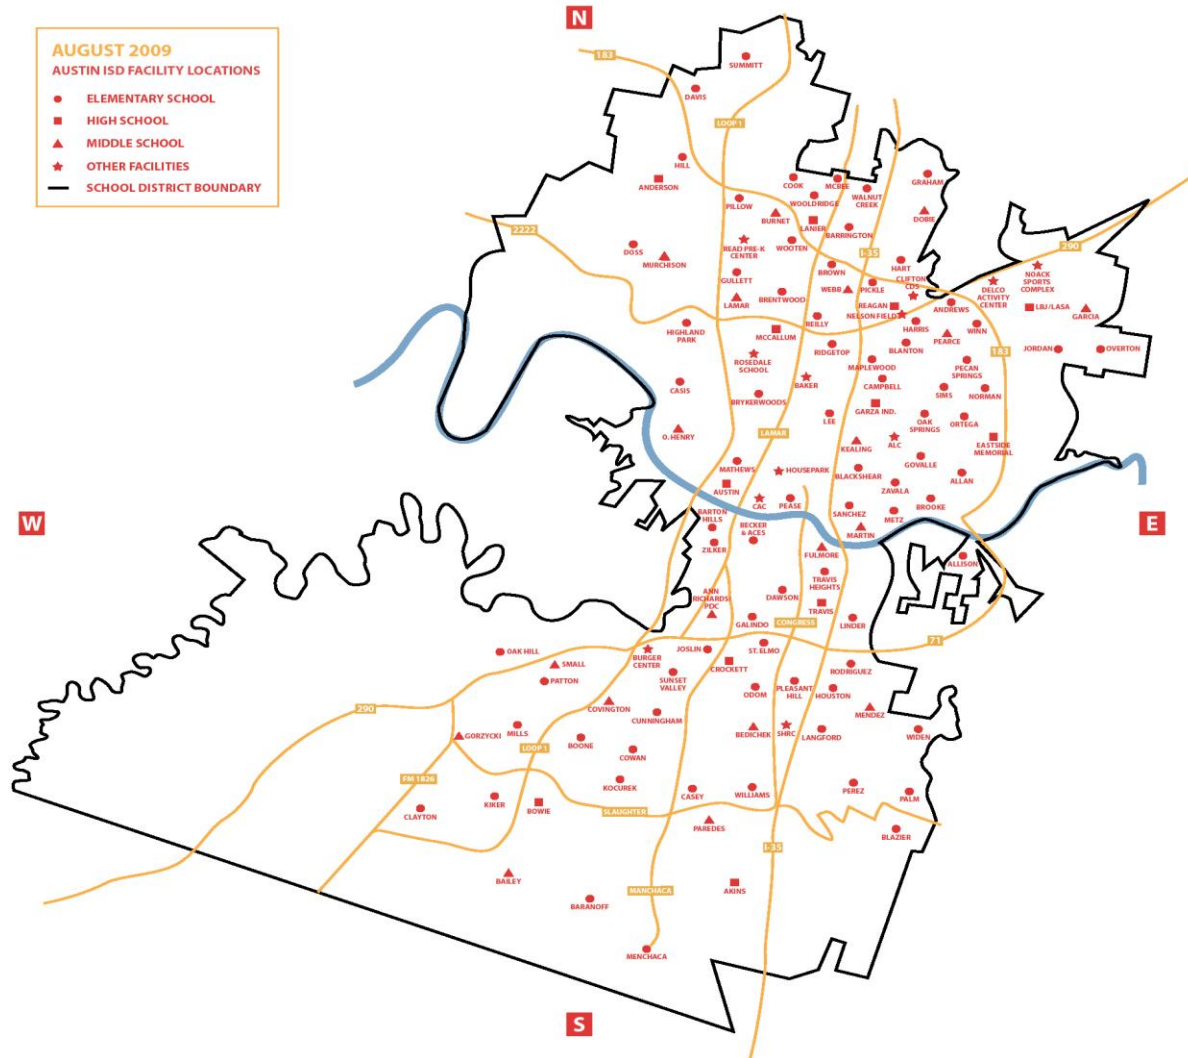 N
AUGUST 2009
AUSTIN ISD FACILITY LOCATIONS
ELEMENTARY SCHOOL
HIGH SCHOOL
MIDDLE SCHOOL
OTHER FACILITIES
SCHOOL DISTRICT BOUNDARY
183
SUMMITT
DAVIS
LOOP 1
HILL
ANDERSON
COOK
MCBEE
GRAHAM
WALNUT
CREEK
WOOLDRIDGE
PILLOW
BURNET
LANIER
DOBIE
BARRINGTON
2222
READ PRE-K
CENTER
WOOTEN
I-35
290
DOSS
MURCHISON
GULLETT
BROWN
HART
CLIFTON
CDS
PICKLE
WEBB
DELCO
ACTIVITY
CENTER
NOACK
SPORTS
COMPLEX
LAMAR
BRENTWOOD
REAGAN
NELSON FIELD
ANDREWS
LBJ/LASA
GARCIA
HIGHLAND
PARK
MCCALLUM
REILLY
HARRIS
WINN
PEARCE
ROSEDALE
SCHOOL
RIDGETOP
BLANTON
183
JORDAN
OVERTON
MAPLEWOOD
PECAN
SPRINGS
CASIS
BAKER
CAMPBELL
BRYKERWOODS
SIMS
NORMAN
LEE
GARZA IND.
OAK
SPRINGS
ORTEGA
O. HENRY
LAMAR
KEALING
ALC
EASTSIDE
MEMORIAL
MATHEWS
HOUSEPARK
BLACKSHEAR
GOVALLE
ALLAN
AUSTIN
ZAVALA
CAC
PEASE
SANCHEZ
METZ
BROOKE
W
E
BARTON
HILLS
BECKER
& ACES
MARTIN
ZILKER
FULMORE
ALLISON
TRAVIS
HEIGHTS
ANN
RICHARDS/
PDC
DAWSON
TRAVIS
GALINDO
CONGRESS
LINDER
71
OAK HILL
SMALL
BURGER
CENTER
JOSLIN
ST. ELMO
CROCKETT
RODRIGUEZ
PATTON
SUNSET
VALLEY
ODOM
PLEASANT
HILL
HOUSTON
290
COVINGTON
CUNNINGHAM
MENDEZ
GORZYCKI
MILLS
BOONE
BEDICHEK
SHRC
LANGFORD
WIDEN
LOOP 1
COWAN
FM 1826
KOCUREK
CASEY
WILLIAMS
PEREZ
PALM
KIKER
BOWIE
CLAYTON
SLAUGHTER
PAREDES
BLAZIER
I-35
BAILEY
MANCHACA
AKINS
BARANOFF
MENCHACA
S